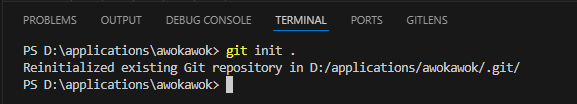 PROBLEMS OUTPUT DEBUG CONSOLE TERMINAL PORTS GITLENS
PS D:\applications\awokawok> git init .
Reinitialized existing Git repository in D:/applications/awokawok/.git/
PS D:\applications\awokawok>